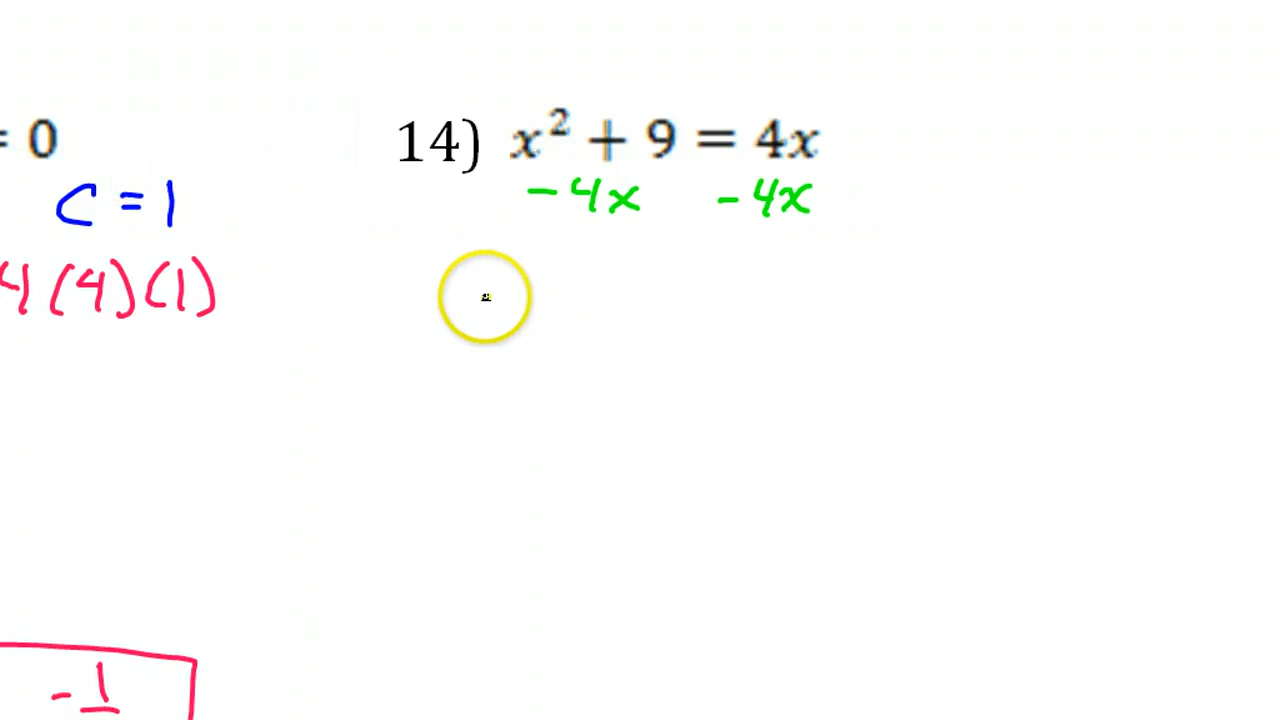 = 0
c = 1
4(4)(1)
- 1
14) x² + 9 = 4x
- 4x - 4x